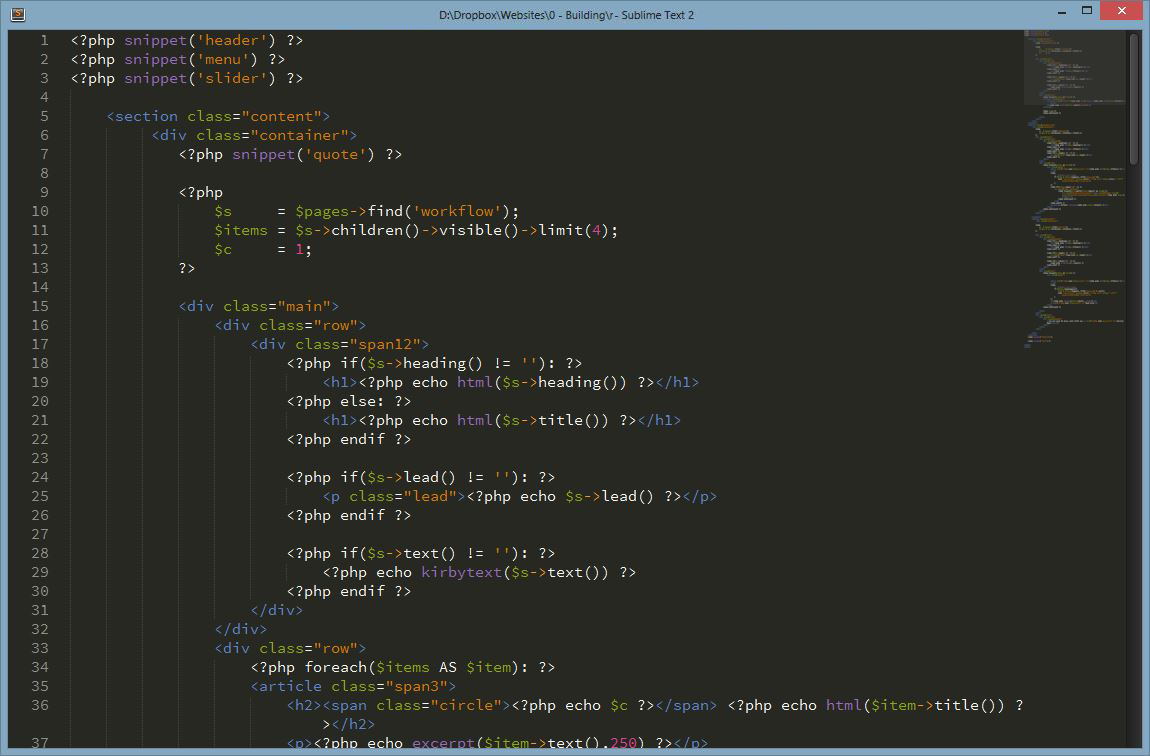 D:\Dropbox\Websites\0 - Building\r - Sublime Text 2
1 <?php snippet('header') ?>
2 <?php snippet('menu') ?>
3 <?php snippet('slider') ?>
4
5 <section class="content">
6 <div class="container">
7 <?php snippet('quote') ?>
8
9 <?php
10 $s = $pages->find('workflow');
11 $items = $s->children()->visible()->limit(4);
12 $c = 1;
13 ?>
14
15 <div class="main">
16 <div class="row">
17 <div class="span12">
18 <?php if($s->heading() != ''): ?>
19 <h1><?php echo html($s->heading()) ?></h1>
20 <?php else: ?>
21 <h1><?php echo html($s->title()) ?></h1>
22 <?php endif ?>
23
24 <?php if($s->lead() != ''): ?>
25 <p class="lead"><?php echo $s->lead() ?></p>
26 <?php endif ?>
27
28 <?php if($s->text() != ''): ?>
29 <?php echo kirbytext($s->text()) ?>
30 <?php endif ?>
31 </div>
32 </div>
33 <div class="row">
34 <?php foreach($items AS $item): ?>
35 <article class="span3">
36 <h2><span class="circle"><?php echo $c ?></span> <?php echo html($item->title()) ?
></h2>
37 <p><?php echo excerpt($item->text(),250) ?></p>